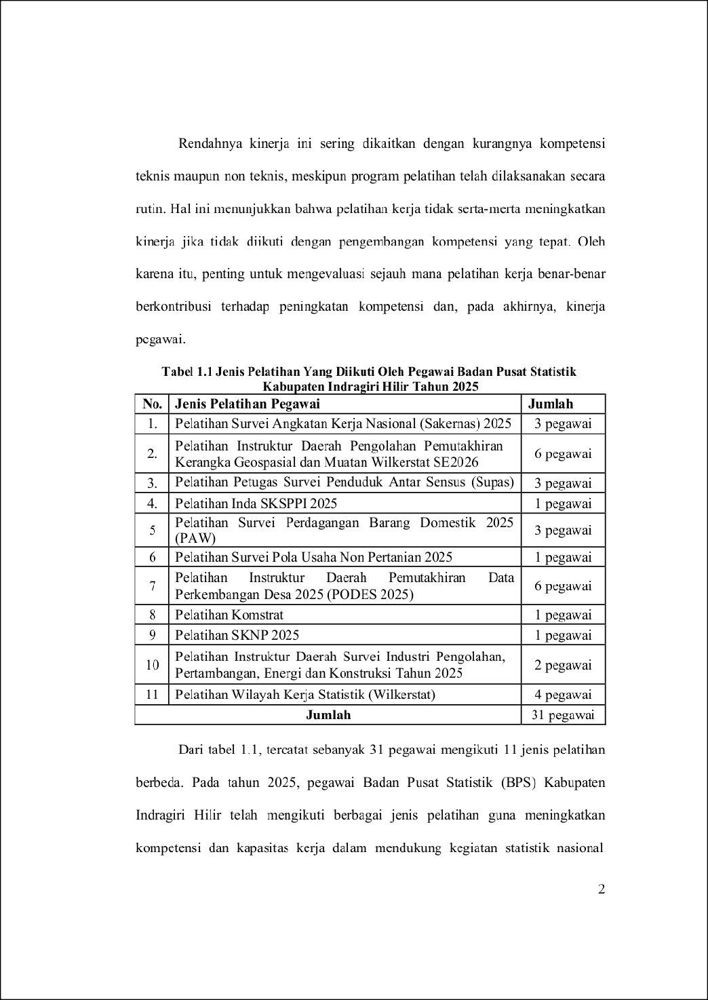 Rendahnya kinerja ini sering dikaitkan dengan kurangnya kompetensi
teknis maupun non teknis, meskipun program pelatihan telah dilaksanakan secara
rutin. Hal ini menunjukkan bahwa pelatihan kerja tidak serta-merta meningkatkan
kinerja jika tidak diikuti dengan pengembangan kompetensi yang tepat. Oleh
karena itu, penting untuk mengevaluasi sejauh mana pelatihan kerja benar-benar
berkontribusi terhadap peningkatan kompetensi dan, pada akhirnya, kinerja
pegawai.
Tabel 1.1 Jenis Pelatihan Yang Diikuti Oleh Pegawai Badan Pusat Statistik
Kabupaten Indragiri Hilir Tahun 2025
No. Jenis Pelatihan Pegawai Jumlah
1. Pelatihan Survei Angkatan Kerja Nasional (Sakernas) 2025 3 pegawai
2. Pelatihan Instruktur Daerah Pengolahan Pemutakhiran
Kerangka Geospasial dan Muatan Wilkerstat SE2026 6 pegawai
3. Pelatihan Petugas Survei Penduduk Antar Sensus (Supas) 3 pegawai
4. Pelatihan Inda SKSPPI 2025 1 pegawai
5 Pelatihan Survei Perdagangan Barang Domestik 2025
(PAW) 3 pegawai
6 Pelatihan Survei Pola Usaha Non Pertanian 2025 1 pegawai
7 Pelatihan Instruktur Daerah Pemutakhiran Data
Perkembangan Desa 2025 (PODES 2025) 6 pegawai
8 Pelatihan Komstrat 1 pegawai
9 Pelatihan SKNP 2025 1 pegawai
10 Pelatihan Instruktur Daerah Survei Industri Pengolahan,
Pertambangan, Energi dan Konstruksi Tahun 2025 2 pegawai
11 Pelatihan Wilayah Kerja Statistik (Wilkerstat) 4 pegawai
Jumlah 31 pegawai
Dari tabel 1.1, tercatat sebanyak 31 pegawai mengikuti 11 jenis pelatihan
berbeda. Pada tahun 2025, pegawai Badan Pusat Statistik (BPS) Kabupaten
Indragiri Hilir telah mengikuti berbagai jenis pelatihan guna meningkatkan
kompetensi dan kapasitas kerja dalam mendukung kegiatan statistik nasional
2